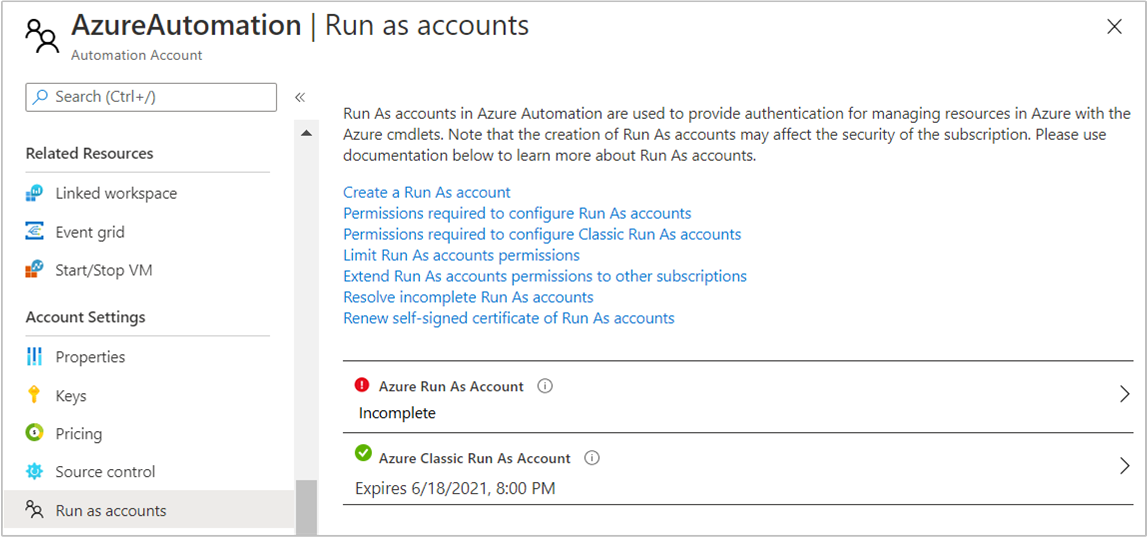 AzureAutomation | Run as accounts
Automation Account
Search (Ctrl+/)
«
Related Resources
Linked workspace
Event grid
Start/Stop VM
Account Settings
Properties
Keys
Pricing
Source control
Run as accounts
Run As accounts in Azure Automation are used to provide authentication for managing resources in Azure with the
Azure cmdlets. Note that the creation of Run As accounts may affect the security of the subscription. Please use
documentation below to learn more about Run As accounts.
Create a Run As account
Permissions required to configure Run As accounts
Permissions required to configure Classic Run As accounts
Limit Run As accounts permissions
Extend Run As accounts permissions to other subscriptions
Resolve incomplete Run As accounts
Renew self-signed certificate of Run As accounts
Azure Run As Account
Incomplete
Azure Classic Run As Account
Expires 6/18/2021, 8:00 PM